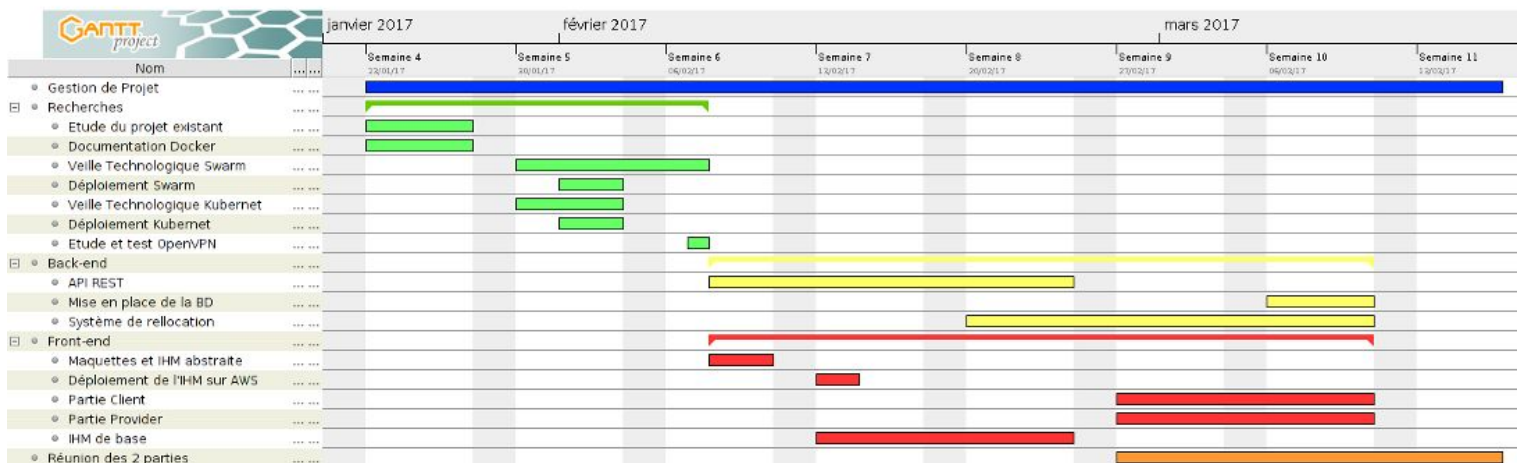 GANTT project
janvier 2017 février 2017 mars 2017
Semaine 4 Semaine 5 Semaine 6 Semaine 7 Semaine 8 Semaine 9 Semaine 10 Semaine 11
23/01/17 30/01/17 06/02/17 13/02/17 20/02/17 27/02/17 06/03/17 13/03/17
Nom ... ...
Gestion de Projet ... ...
Recherches ... ...
Etude du projet existant ... ...
Documentation Docker ... ...
Veille Technologique Swarm ... ...
Déploiement Swarm ... ...
Veille Technologique Kubernet ... ...
Déploiement Kubernet ... ...
Etude et test OpenVPN ... ...
Back-end ... ...
API REST ... ...
Mise en place de la BD ... ...
Système de rellocation ... ...
Front-end ... ...
Maquettes et IHM abstraite ... ...
Déploiement de l'IHM sur AWS ... ...
Partie Client ... ...
Partie Provider ... ...
IHM de base ... ...
Réunion des 2 parties ... ...